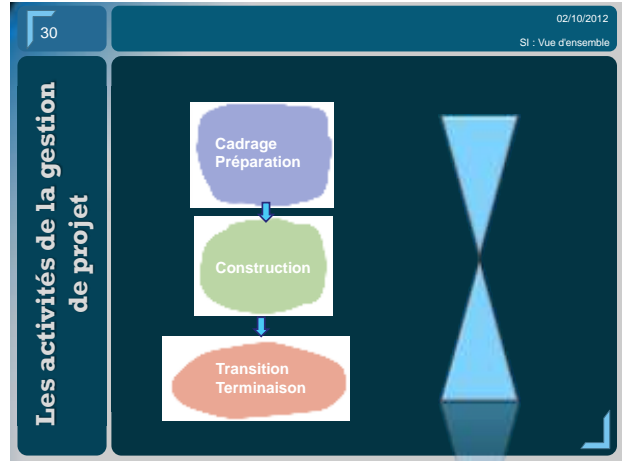 30
02/10/2012
SI : Vue d'ensemble
Les activités de la gestion
de projet
Cadrage
Préparation
Construction
Transition
Terminaison